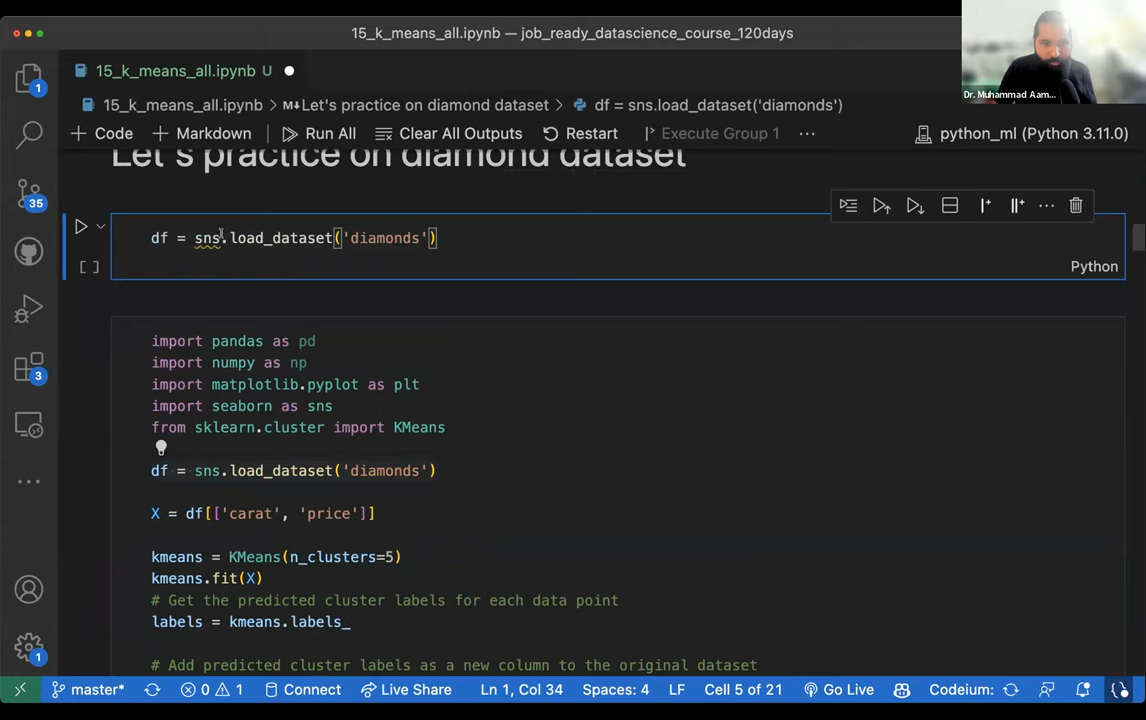 15_k_means_all.ipynb — job_ready_datascience_course_120days
Dr. Muhammad Aam...
15_k_means_all.ipynb U
15_k_means_all.ipynb > M↓Let's practice on diamond dataset > df = sns.load_dataset('diamonds')
+ Code + Markdown Run All Clear All Outputs Restart Execute Group 1 ... python_ml (Python 3.11.0)
Let's practice on diamond dataset
df = sns.load_dataset('diamonds')
[ ]
Python
import pandas as pd
import numpy as np
import matplotlib.pyplot as plt
import seaborn as sns
from sklearn.cluster import KMeans
df = sns.load_dataset('diamonds')
X = df[['carat', 'price']]
kmeans = KMeans(n_clusters=5)
kmeans.fit(X)
# Get the predicted cluster labels for each data point
labels = kmeans.labels_
# Add predicted cluster labels as a new column to the original dataset
1
35
3
1
master* 0 1 Connect Live Share Ln 1, Col 34 Spaces: 4 LF Cell 5 of 21 Go Live Codeium: